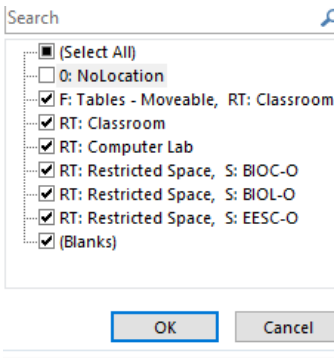 Search
(Select All)
0: NoLocation
F: Tables - Moveable, RT: Classroom
RT: Classroom
RT: Computer Lab
RT: Restricted Space, S: BIOC-O
RT: Restricted Space, S: BIOL-O
RT: Restricted Space, S: EESC-O
(Blanks)
OK Cancel